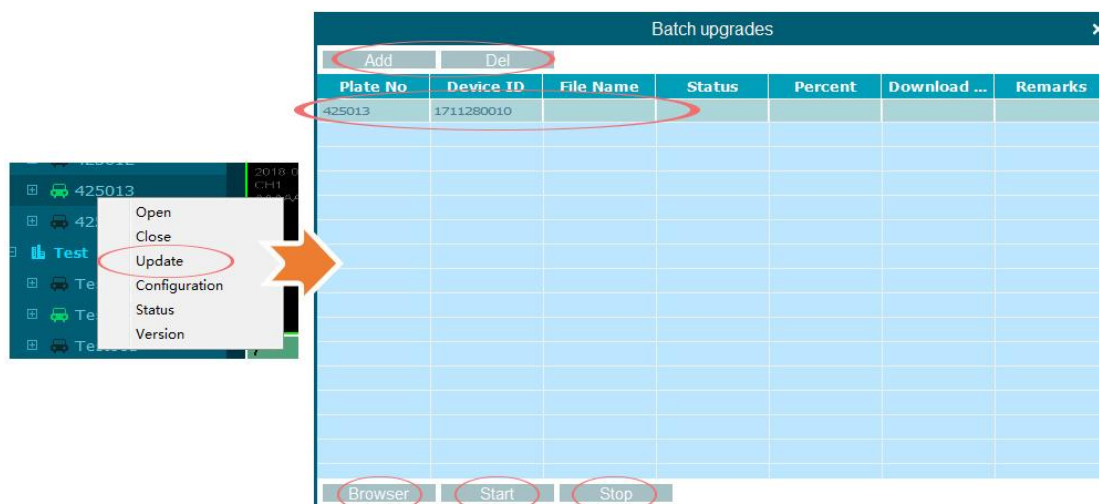 Batch upgrades
Add Del
Plate No Device ID File Name Status Percent Download ... Remarks
425013 1711280010
Browser Start Stop
425013
CH1
Open
Close
Update
Configuration
Status
Version
Test